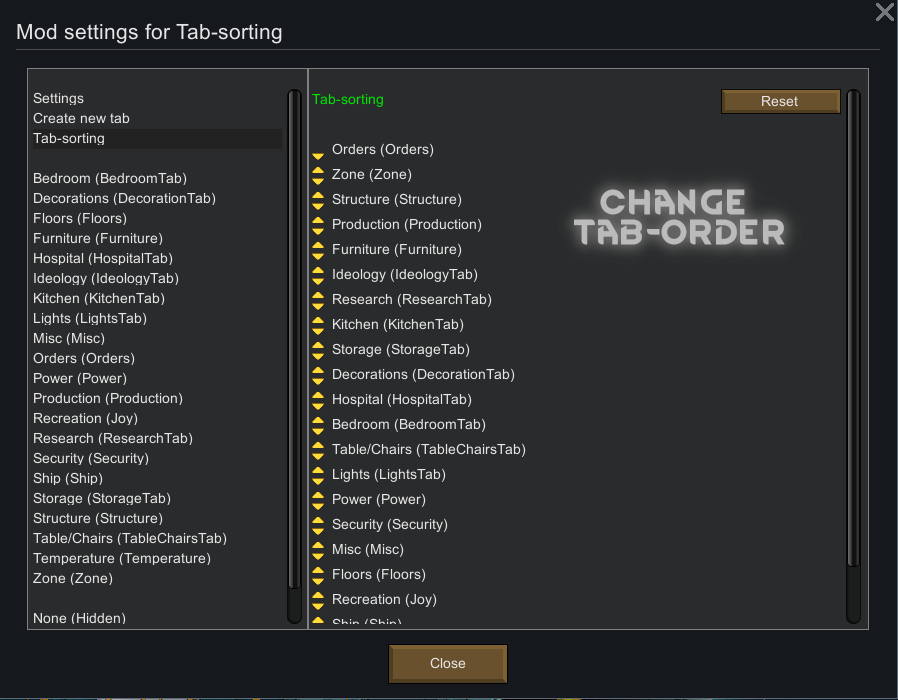 Mod settings for Tab-sorting
Settings
Create new tab
Tab-sorting
Bedroom (BedroomTab)
Decorations (DecorationTab)
Floors (Floors)
Furniture (Furniture)
Hospital (HospitalTab)
Ideology (IdeologyTab)
Kitchen (KitchenTab)
Lights (LightsTab)
Misc (Misc)
Orders (Orders)
Power (Power)
Production (Production)
Recreation (Joy)
Research (ResearchTab)
Security (Security)
Ship (Ship)
Storage (StorageTab)
Structure (Structure)
Table/Chairs (TableChairsTab)
Temperature (Temperature)
Zone (Zone)
None (Hidden)
Tab-sorting
Reset
CHANGE
TAB-ORDER
Orders (Orders)
Zone (Zone)
Structure (Structure)
Production (Production)
Furniture (Furniture)
Ideology (IdeologyTab)
Research (ResearchTab)
Kitchen (KitchenTab)
Storage (StorageTab)
Decorations (DecorationTab)
Hospital (HospitalTab)
Bedroom (BedroomTab)
Table/Chairs (TableChairsTab)
Lights (LightsTab)
Power (Power)
Security (Security)
Misc (Misc)
Floors (Floors)
Recreation (Joy)
Ship (Ship)
Close